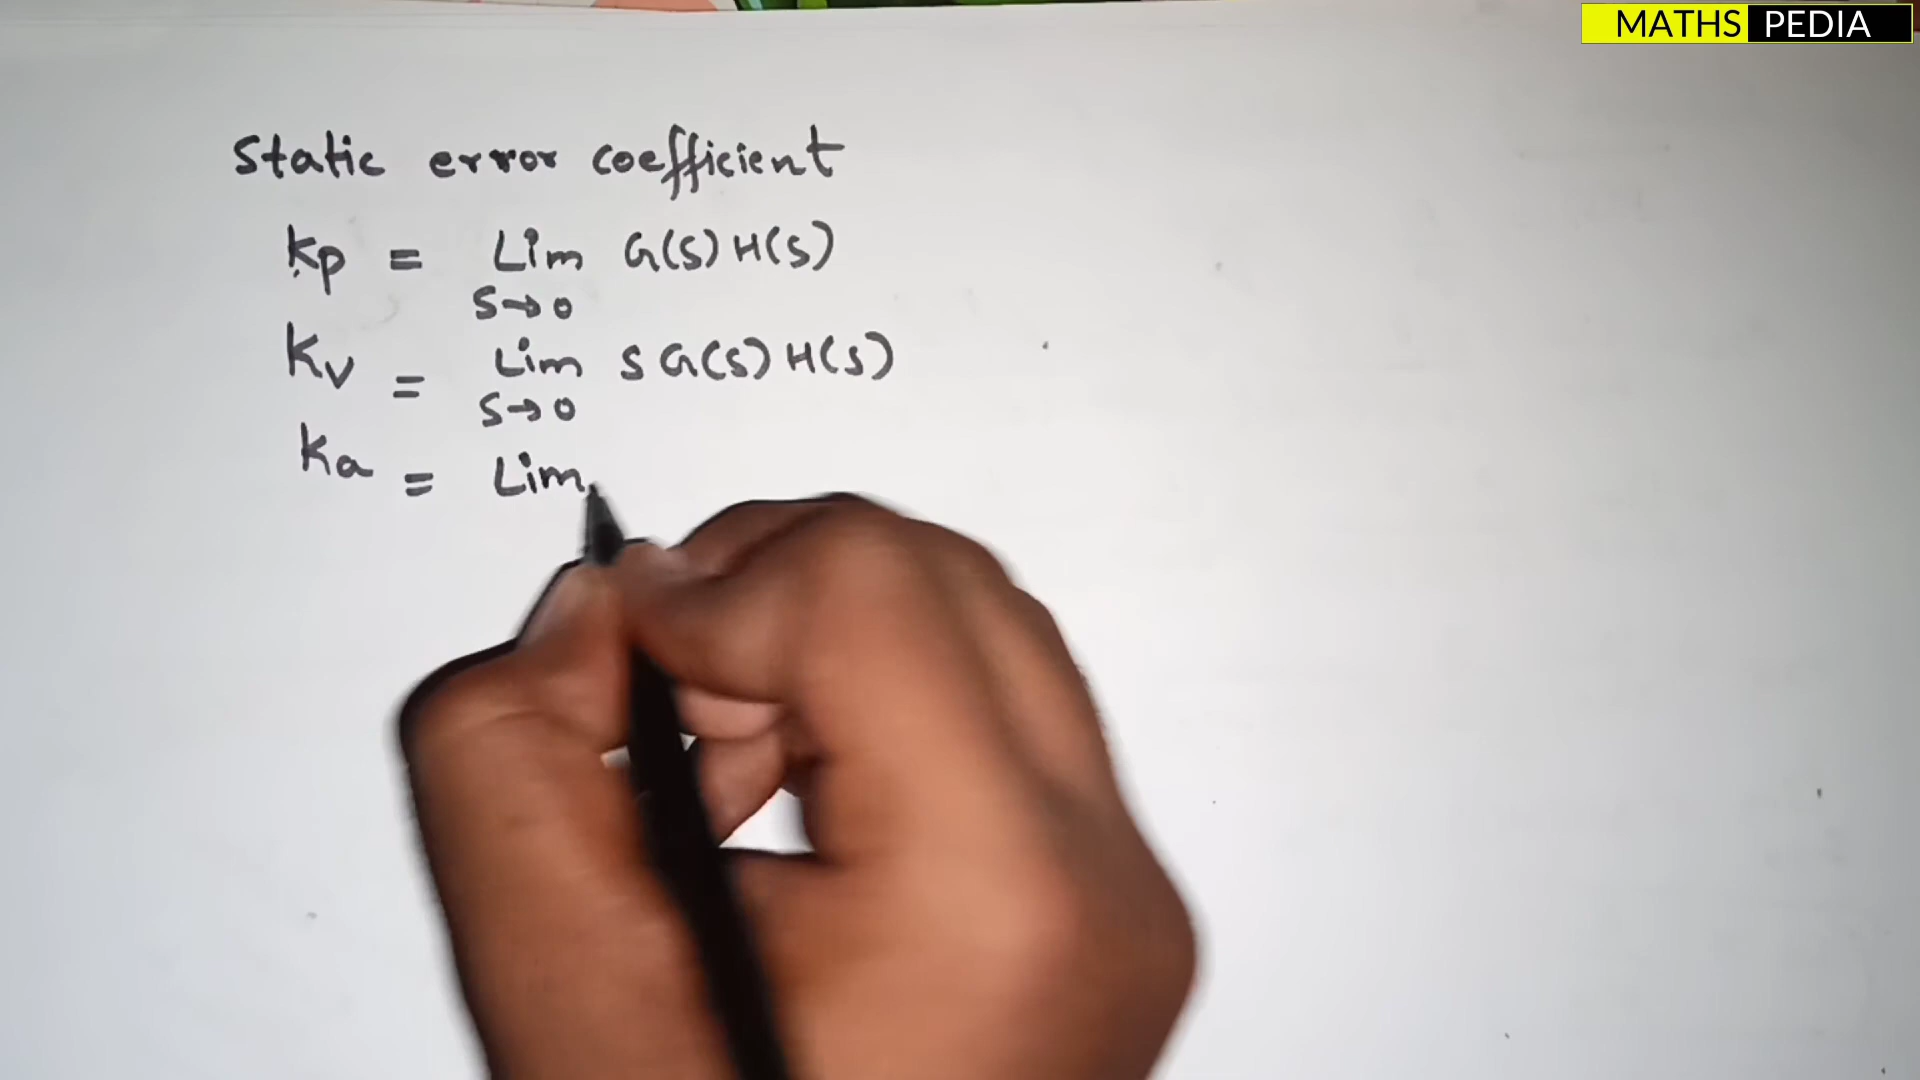 MATHS PEDIA
Static error coefficient
Kp = Lim G(s) H(s)
S→0
Kv = Lim S G(s) H(s)
S→0
Ka = Lim